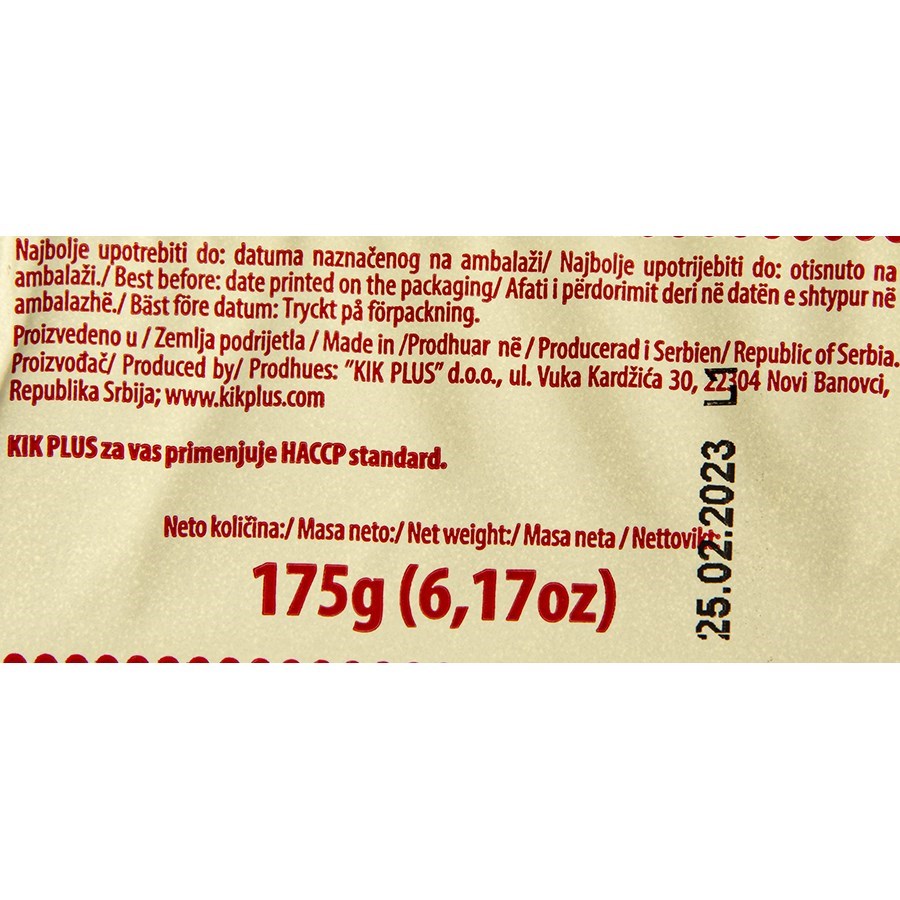 Najbolje upotrebiti do: datuma naznačenog na ambalaži/ Najbolje upotrijebiti do: otisnuto na
ambalaži./ Best before: date printed on the packaging/ Afati i përdorimit deri në datën e shtypur në
ambalazhë./ Bäst före datum: Tryckt på förpackning.
Proizvedeno u / Zemlja podrijetla / Made in /Prodhuar në / Producerad i Serbien/ Republic of Serbia.
Proizvođač/ Produced by/ Prodhues: "KIK PLUS" d.o.o., ul. Vuka Kardžića 30, 22304 Novi Banovci,
Republika Srbija; www.kikplus.com
KIK PLUS za vas primenjuje HACCP standard.
Neto količina:/ Masa neto:/ Net weight:/ Masa neta / Nettovikt:
175g (6,17oz)
25.02.2023